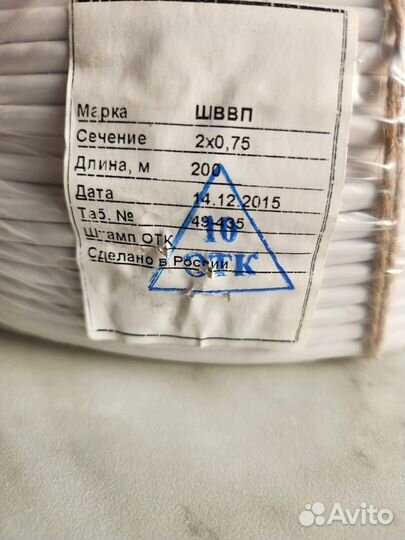 Марка ШВВП
Сечение 2х0,75
Длина, м 200
Дата 14.12.2015
Таб. № 49495
Штамп ОТК
Сделано в России
10
ОТК
Avito